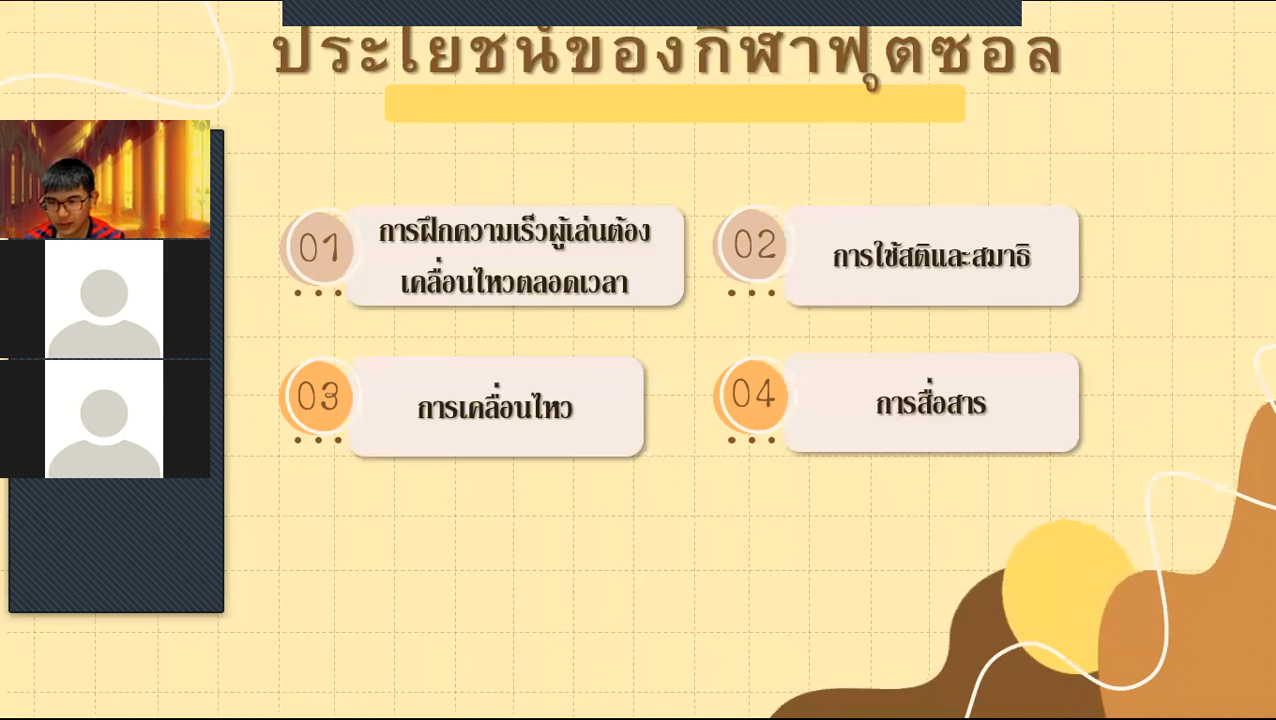 ประโยชน์ของกีฬาฟุตซอล
01
การฝึกความเร็วผู้เล่นต้อง
เคลื่อนไหวตลอดเวลา
02
การใช้สติและสมาธิ
03
การเคลื่อนไหว
04
การสื่อสาร